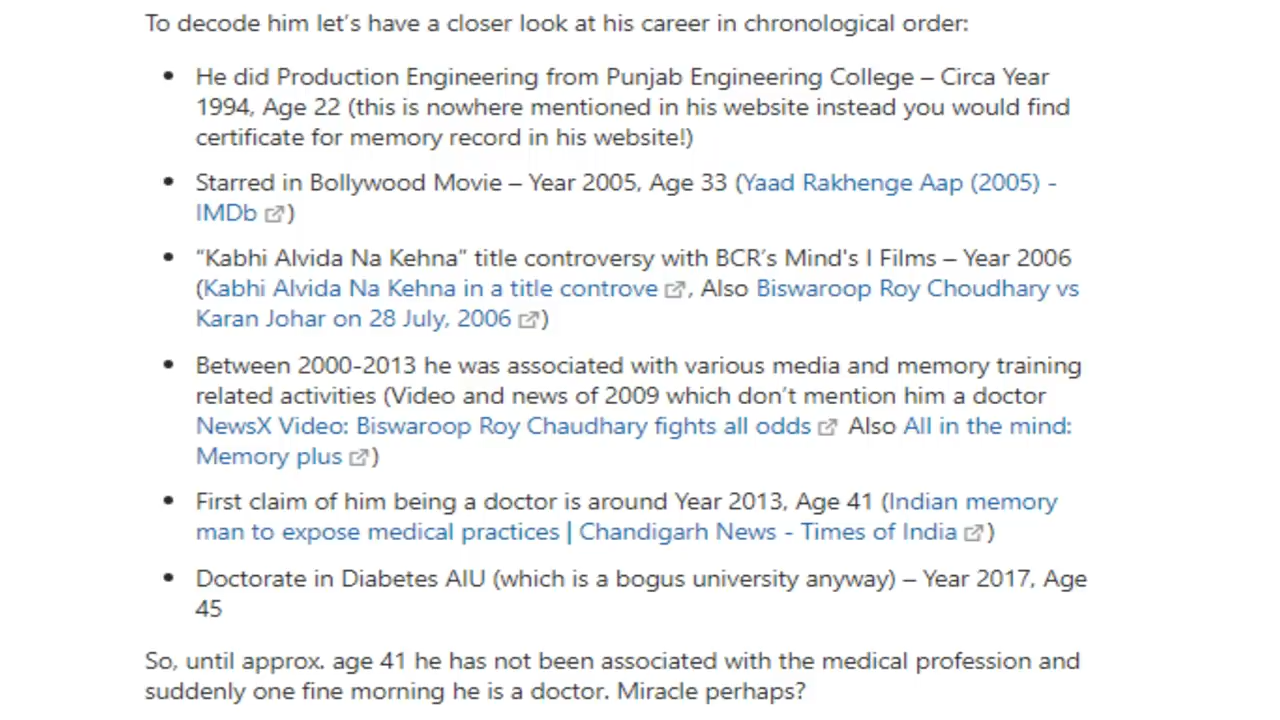 To decode him let's have a closer look at his career in chronological order:
• He did Production Engineering from Punjab Engineering College – Circa Year
1994, Age 22 (this is nowhere mentioned in his website instead you would find
certificate for memory record in his website!)
• Starred in Bollywood Movie – Year 2005, Age 33 (Yaad Rakhenge Aap (2005) -
IMDb)
• “Kabhi Alvida Na Kehna” title controversy with BCR’s Mind's I Films – Year 2006
(Kabhi Alvida Na Kehna in a title controve, Also Biswaroop Roy Choudhary vs
Karan Johar on 28 July, 2006)
• Between 2000-2013 he was associated with various media and memory training
related activities (Video and news of 2009 which don’t mention him a doctor
NewsX Video: Biswaroop Roy Chaudhary fights all odds Also All in the mind:
Memory plus)
• First claim of him being a doctor is around Year 2013, Age 41 (Indian memory
man to expose medical practices | Chandigarh News - Times of India)
• Doctorate in Diabetes AIU (which is a bogus university anyway) – Year 2017, Age
45
So, until approx. age 41 he has not been associated with the medical profession and
suddenly one fine morning he is a doctor. Miracle perhaps?